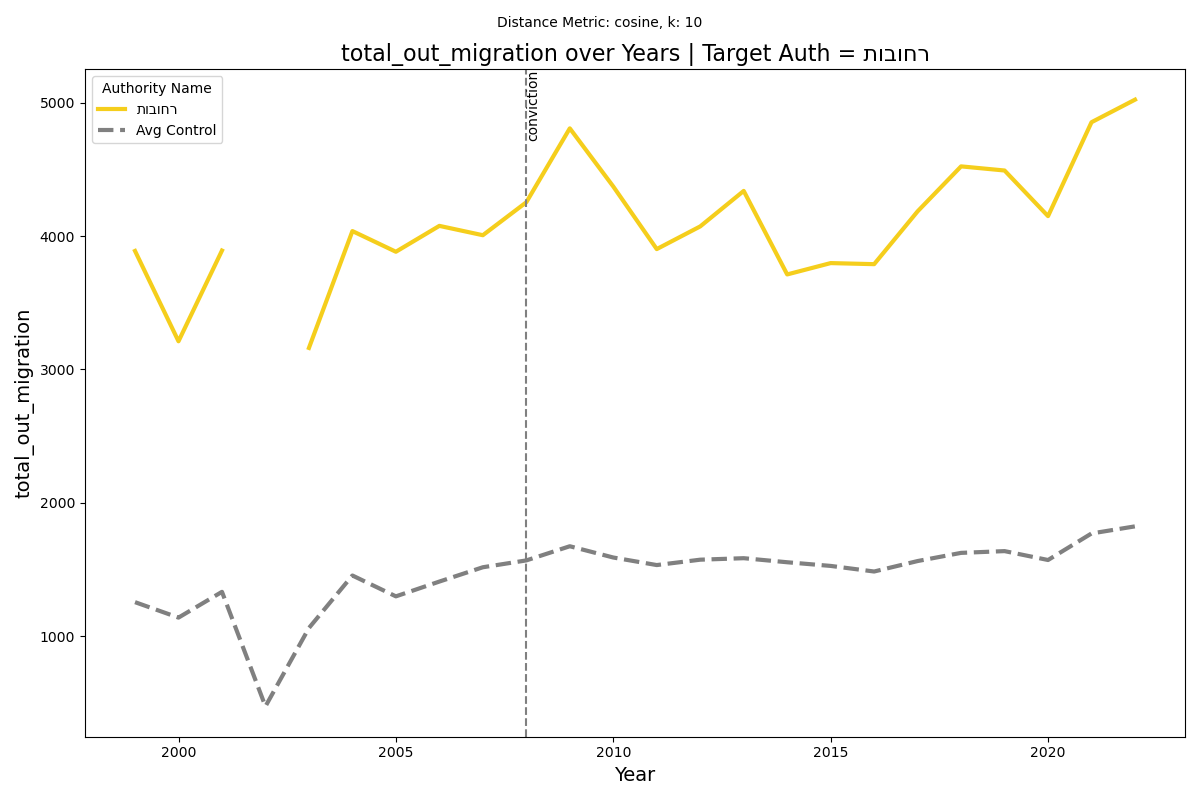 Distance Metric: cosine, k: 10
total_out_migration over Years | Target Auth = רחובות
Authority Name
רחובות
Avg Control
conviction
5000
4000
3000
2000
1000
total_out_migration
2000 2005 2010 2015 2020
Year